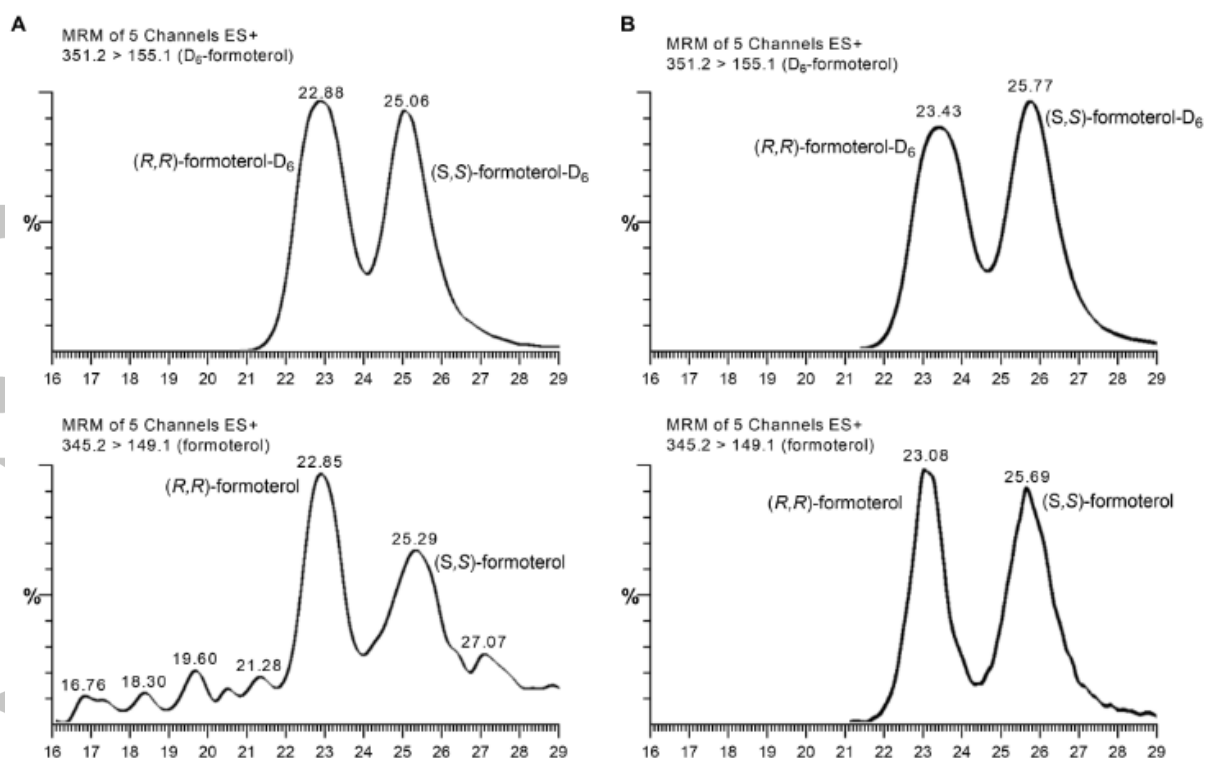 A
MRM of 5 Channels ES+
351.2 > 155.1 (D₆-formoterol)
22.88
25.06
(R,R)-formoterol-D₆
(S,S)-formoterol-D₆
%
16 17 18 19 20 21 22 23 24 25 26 27 28 29
MRM of 5 Channels ES+
345.2 > 149.1 (formoterol)
22.85
(R,R)-formoterol
25.29
(S,S)-formoterol
%
27.07
19.60
21.28
16.76
18.30
16 17 18 19 20 21 22 23 24 25 26 27 28 29
B
MRM of 5 Channels ES+
351.2 > 155.1 (D₆-formoterol)
25.77
23.43
(S,S)-formoterol-D₆
(R,R)-formoterol-D₆
%
16 17 18 19 20 21 22 23 24 25 26 27 28 29
MRM of 5 Channels ES+
345.2 > 149.1 (formoterol)
23.08
25.69
(R,R)-formoterol
(S,S)-formoterol
%
16 17 18 19 20 21 22 23 24 25 26 27 28 29